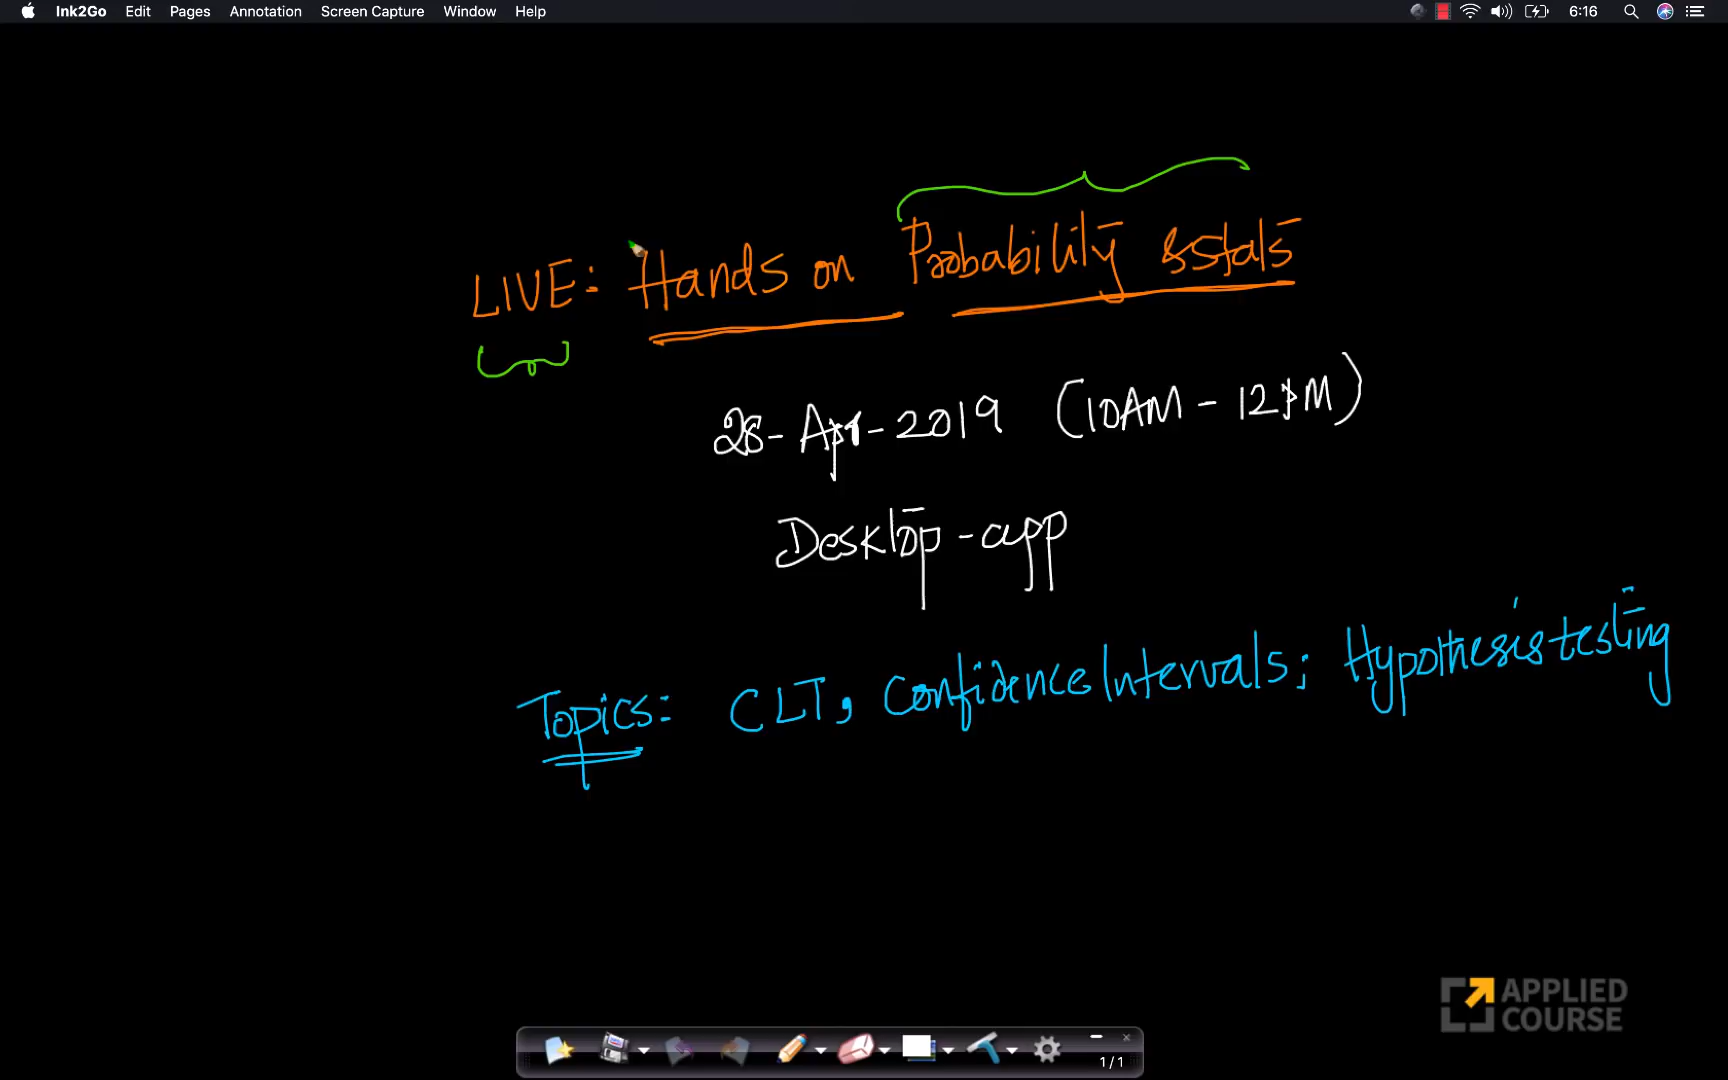 Ink2Go Edit Pages Annotation Screen Capture Window Help 6:16
LIVE: Hands on Probability & Stats
28-Apr-2019 (10AM - 12PM)
Desktop-app
Topics: CLT, Confidence Intervals; Hypothesis testing
APPLIED
COURSE
1/1